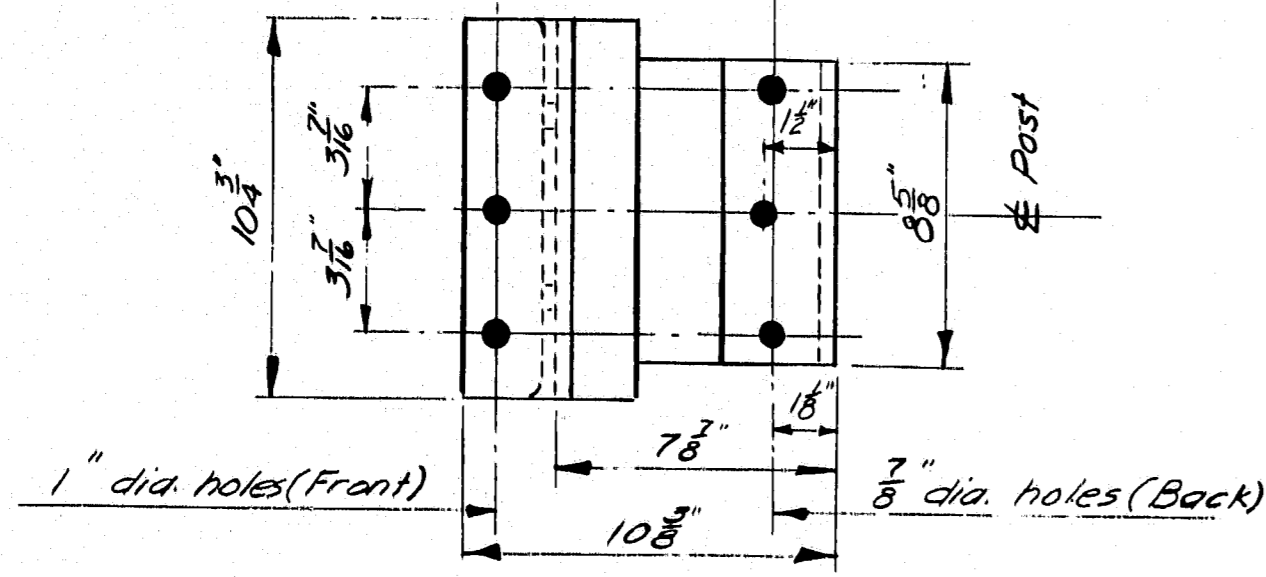 1 1/2"
3 7/16"
10 3/4"
3 7/16"
8 5/8"
℄ Post
1 1/8"
7 7/8"
1" dia. holes (Front)
7/8" dia. holes (Back)
10 3/8"